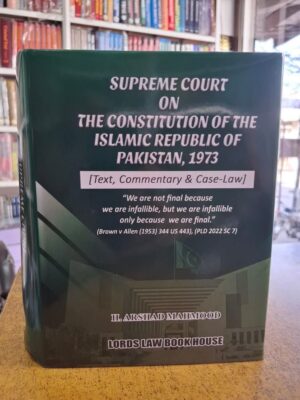 SUPREME COURT
ON
THE CONSTITUTION OF THE
ISLAMIC REPUBLIC OF
PAKISTAN, 1973
[Text, Commentary & Case-Law]
"We are not final because
we are infallible, but we are infallible
only because we are final."
(Brown v Allen (1953) 344 US 443), (PLD 2022 SC 7)
H. ARSHAD MAHMOOD
LORDS LAW BOOK HOUSE